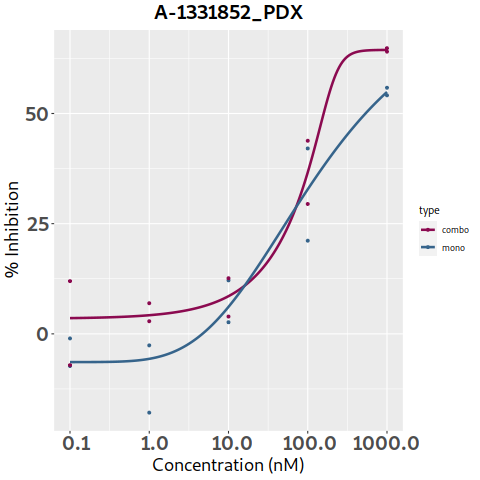 A-1331852_PDX
% Inhibition
50
25
0
0.1 1.0 10.0 100.0 1000.0
Concentration (nM)
type
combo
mono